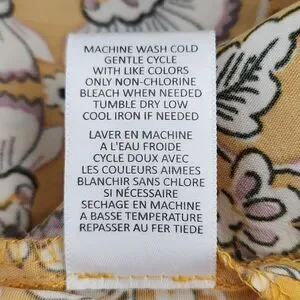 MACHINE WASH COLD
GENTLE CYCLE
WITH LIKE COLORS
ONLY NON-CHLORINE
BLEACH WHEN NEEDED
TUMBLE DRY LOW
COOL IRON IF NEEDED
LAVER EN MACHINE
A L'EAU FROIDE
CYCLE DOUX AVEC
LES COULEURS AIMEES
BLANCHIR SANS CHLORE
SI NÉCESSAIRE
SECHAGE EN MACHINE
A BASSE TEMPERATURE
REPASSER AU FER TIEDE